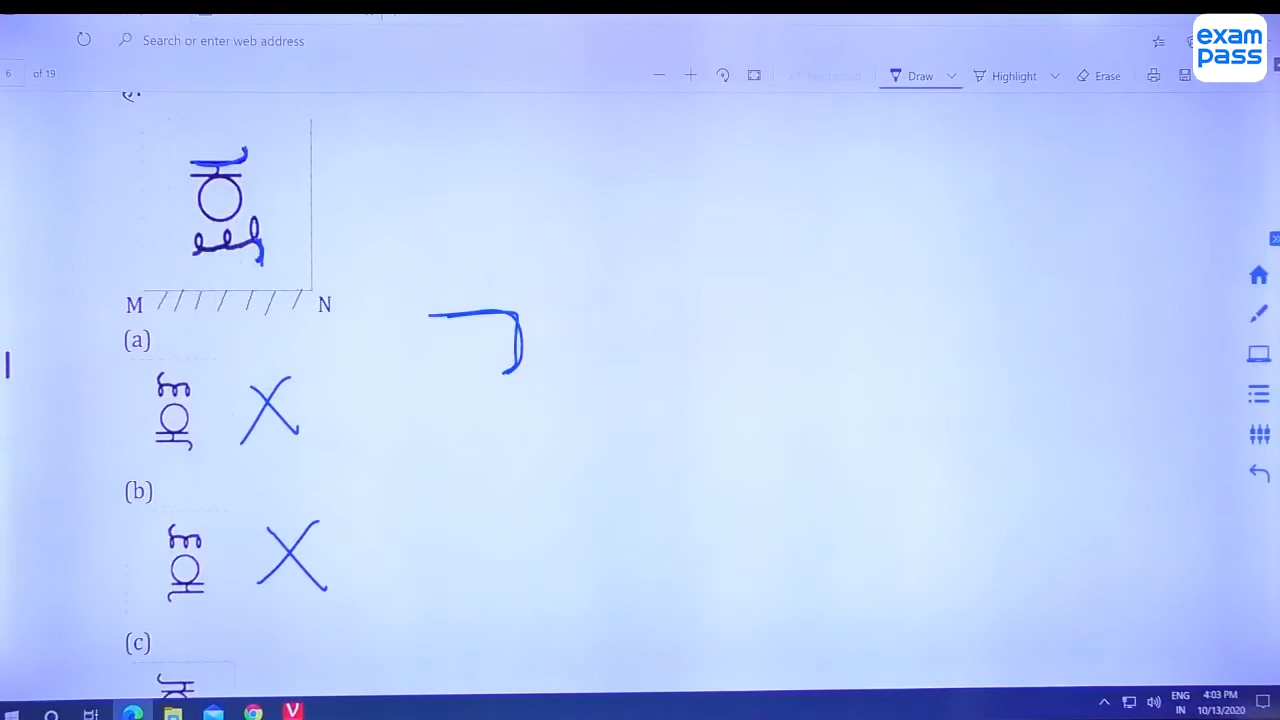 exam
pass
Search or enter web address
6 of 19
Draw
Highlight
Erase
M
N
(a)
(b)
(c)
ENG
IN
4:03 PM
10/13/2020